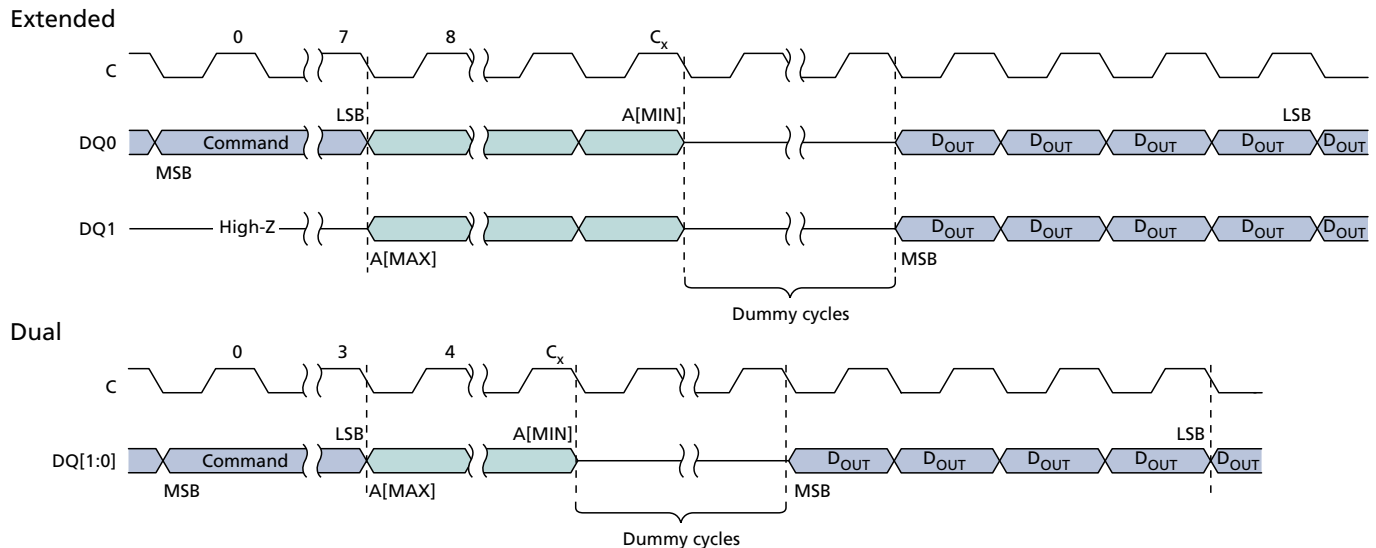 Extended
0 7 8 Cx
C
LSB A[MIN] LSB
DQ0 Command DOUT DOUT DOUT DOUT DOUT
MSB
DQ1 High-Z DOUT DOUT DOUT DOUT DOUT
A[MAX] MSB
Dummy cycles
Dual
0 3 4 Cx
C
LSB A[MIN] LSB
DQ[1:0] Command DOUT DOUT DOUT DOUT DOUT
MSB A[MAX] MSB
Dummy cycles